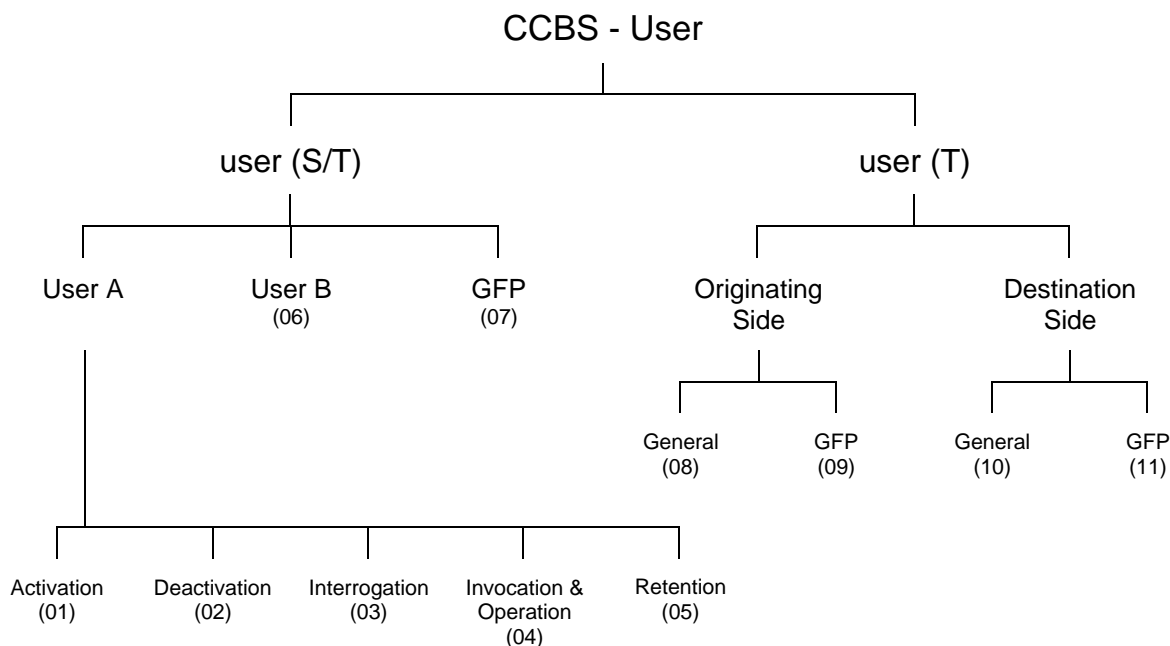 CCBS - User
user (S/T)
user (T)
User A
User B
(06)
GFP
(07)
Originating
Side
Destination
Side
General
(08)
GFP
(09)
General
(10)
GFP
(11)
Activation
(01)
Deactivation
(02)
Interrogation
(03)
Invocation &
Operation
(04)
Retention
(05)